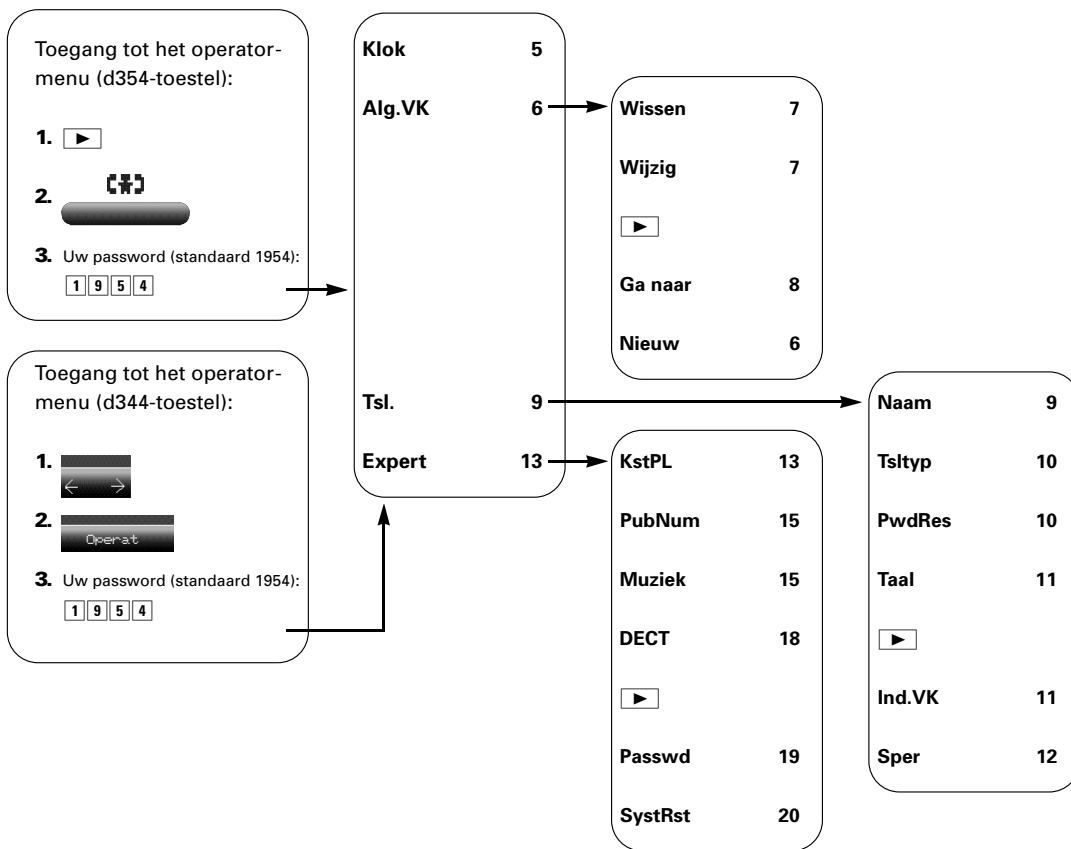 Toegang tot het operator-
menu (d354-toestel):
1.
2.
3. Uw password (standaard 1954):
1 9 5 4
Toegang tot het operator-
menu (d344-toestel):
1.
2. Operat
3. Uw password (standaard 1954):
1 9 5 4
Klok 5
Alg.VK 6
Tsl. 9
Expert 13
Wissen 7
Wijzig 7
Ga naar 8
Nieuw 6
KstPL 13
PubNum 15
Muziek 15
DECT 18
Passwd 19
SystRst 20
Naam 9
Tsltyp 10
PwdRes 10
Taal 11
Ind.VK 11
Sper 12